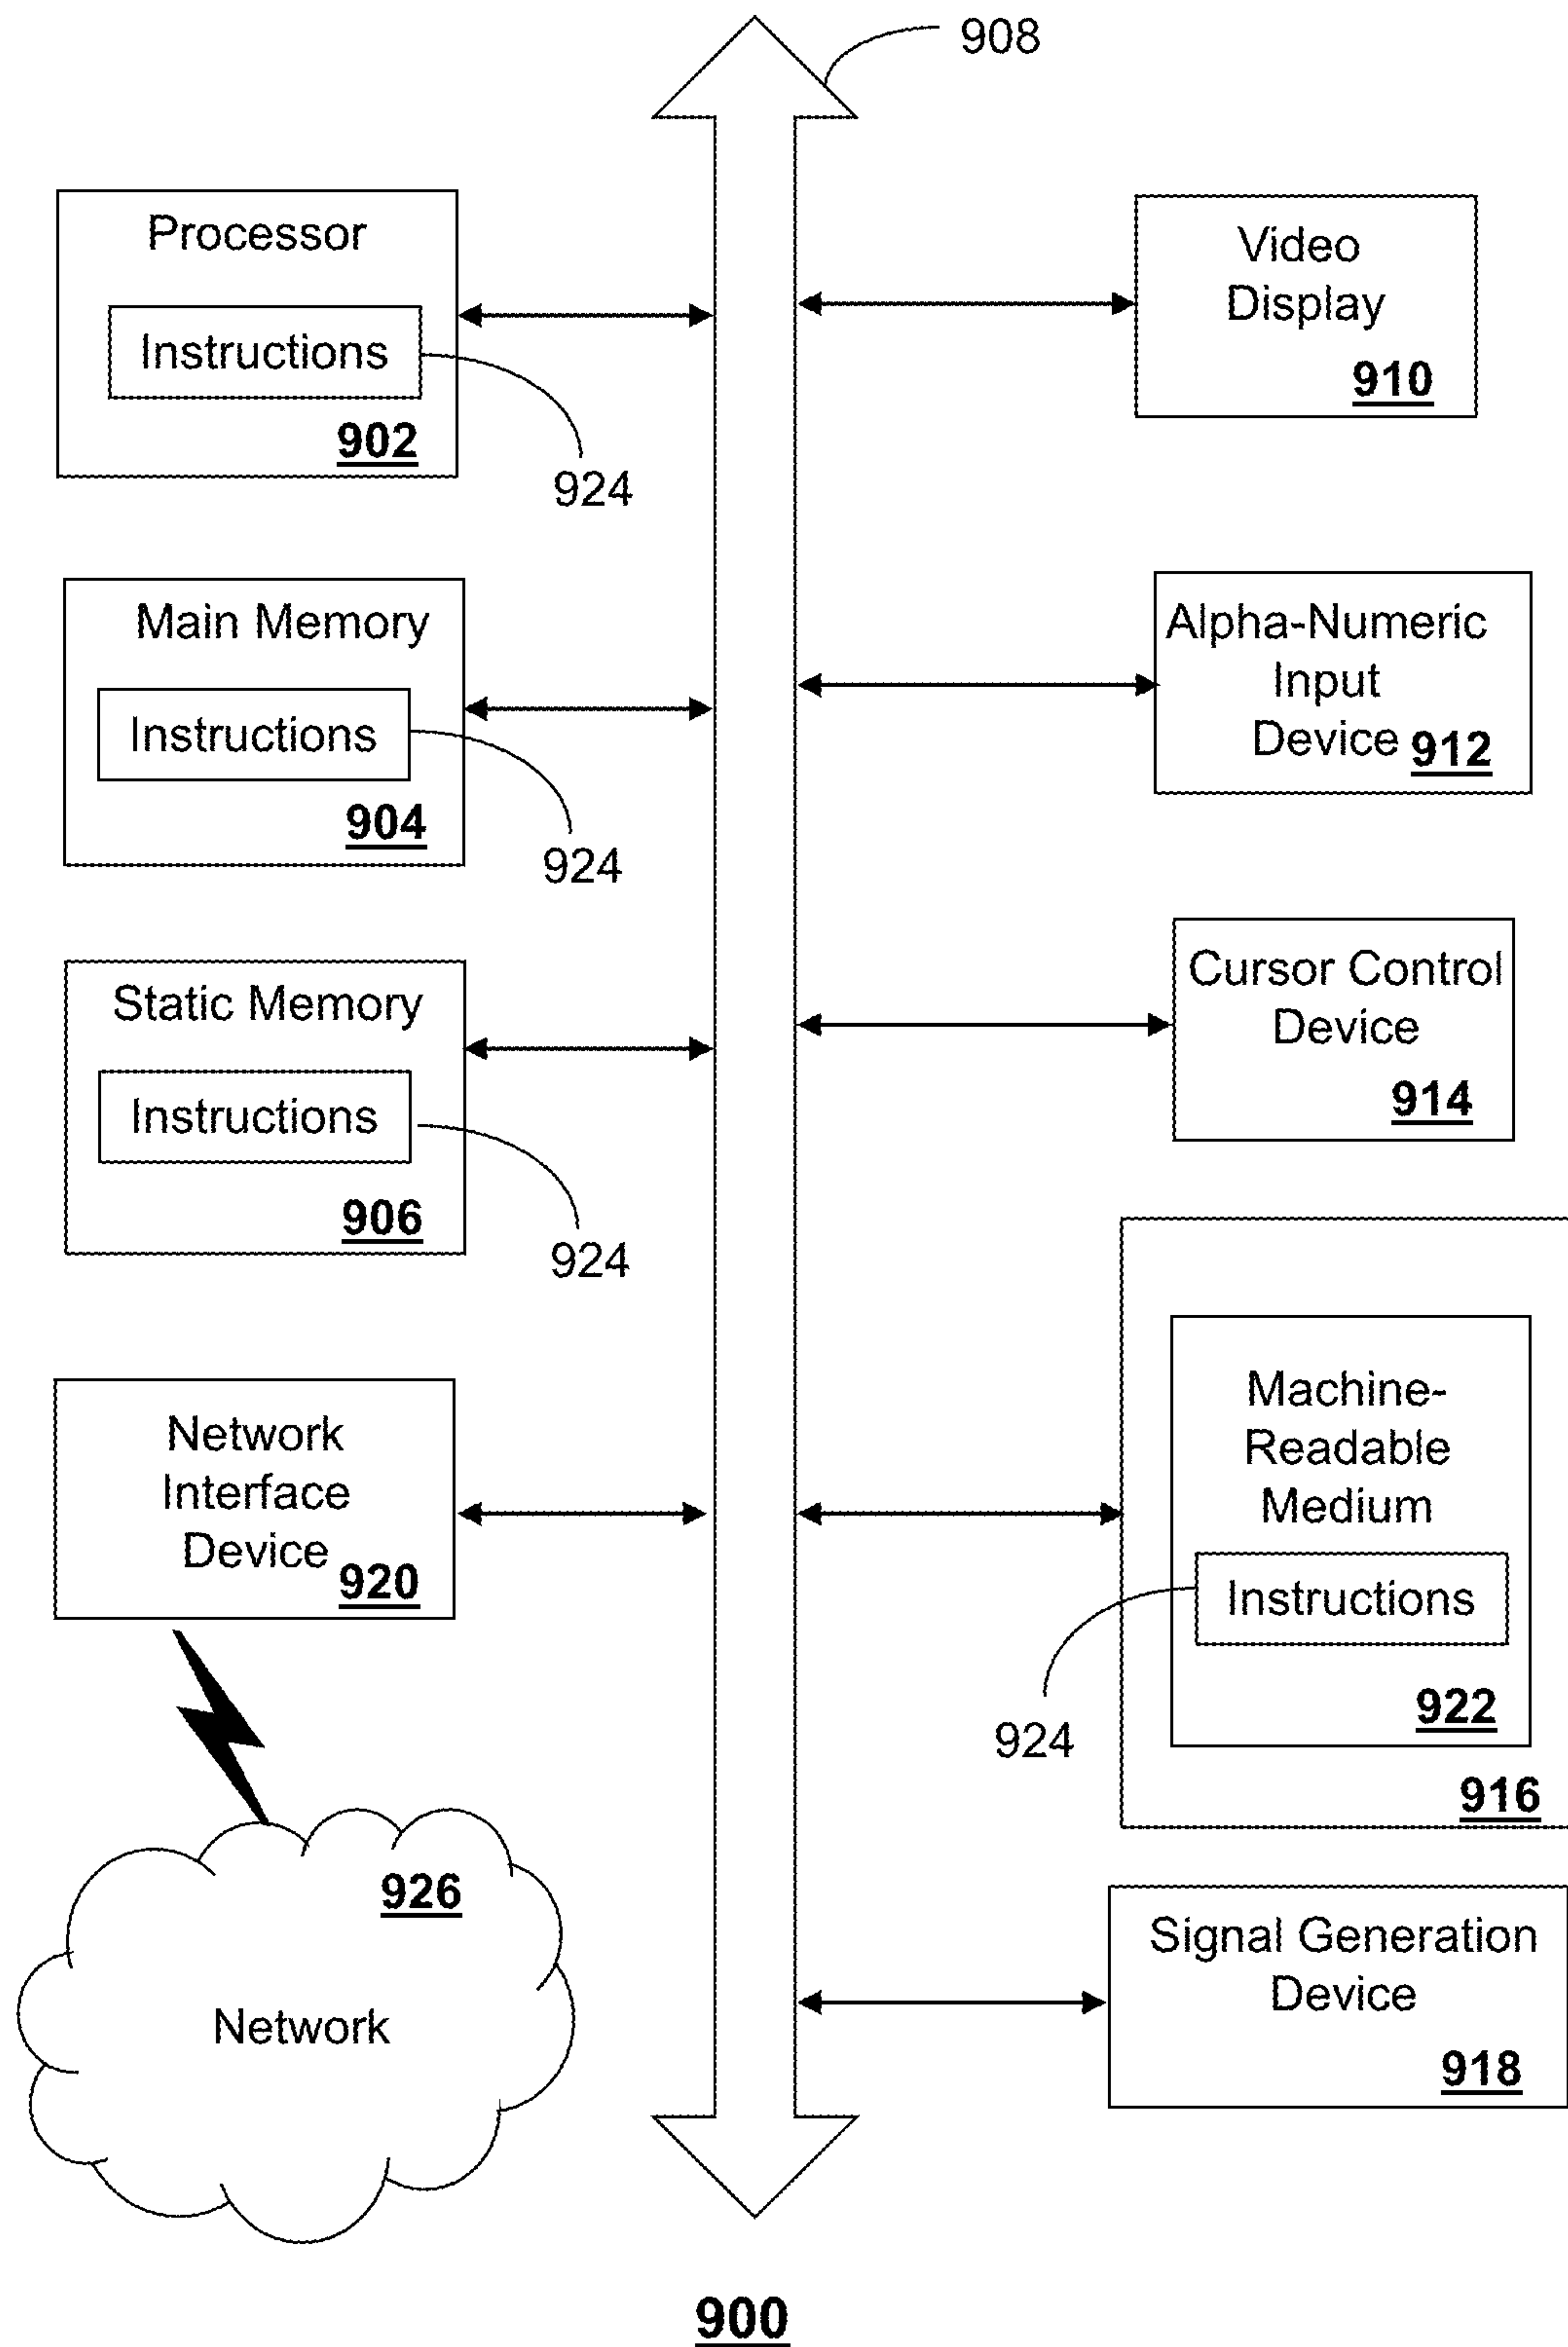 908
Processor
Instructions
902
924
Video
Display
910
Main Memory
Instructions
904
924
Alpha-Numeric
Input
Device 912
Static Memory
Instructions
906
924
Cursor Control
Device
914
Network
Interface
Device 920
Machine-
Readable
Medium
Instructions
922
924
916
926
Network
Signal Generation
Device
918
900